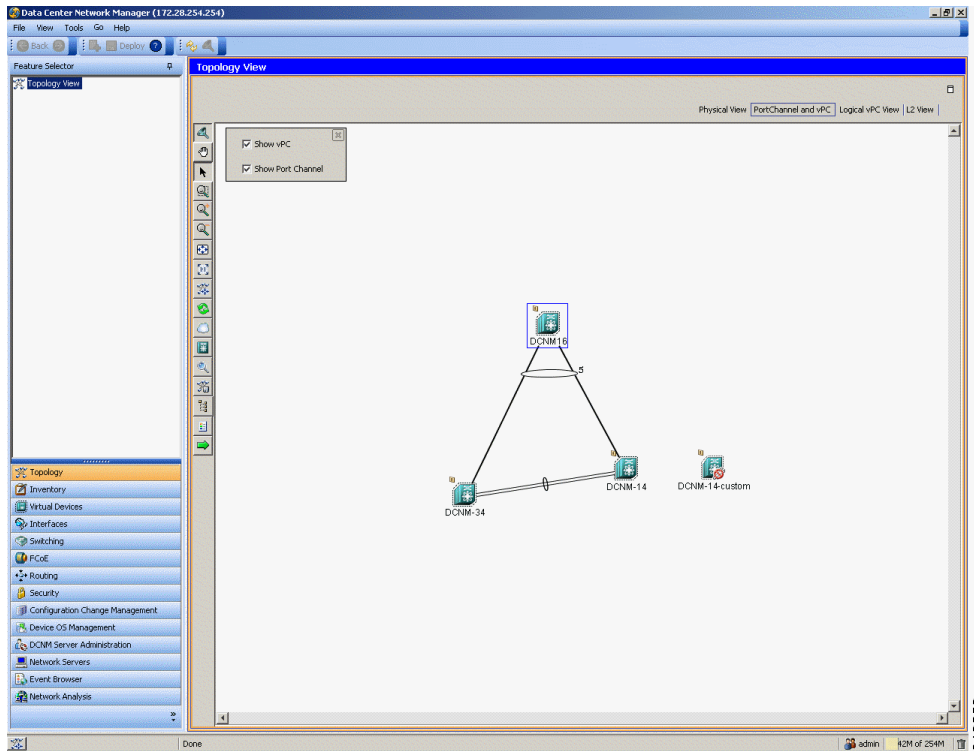 Data Center Network Manager (172.28.254.254)
File View Tools Go Help
Back Deploy
Feature Selector
Topology View
Topology View
Physical View PortChannel and vPC Logical vPC View L2 View
Show vPC
Show Port Channel
DCNM16
5
DCNM-34
DCNM-14
DCNM-14-custom
Topology
Inventory
Virtual Devices
Interfaces
Switching
FCoE
Routing
Security
Configuration Change Management
Device OS Management
DCNM Server Administration
Network Servers
Event Browser
Network Analysis
Done
admin 42M of 254M